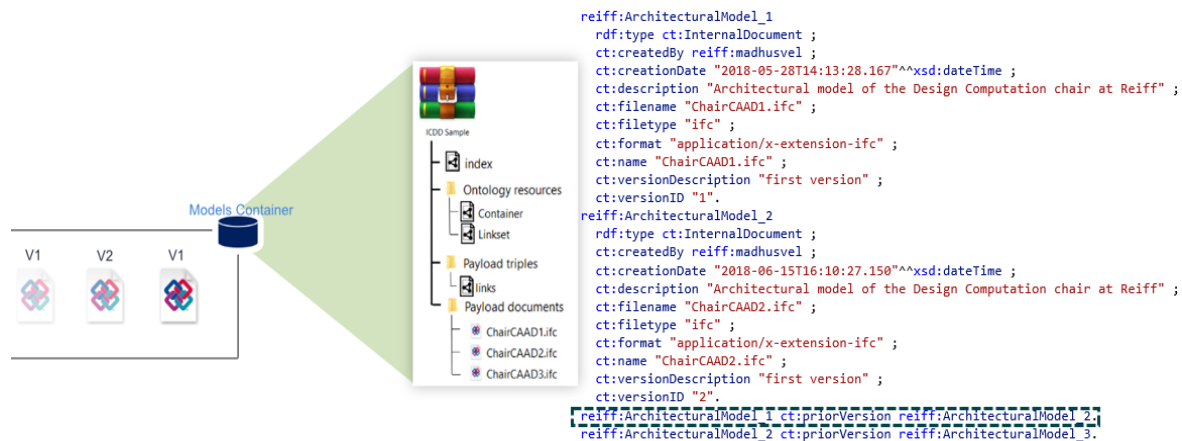 Models Container
V1
V2
V1
ICDD Sample
index
Ontology resources
Container
Linkset
Payload triples
links
Payload documents
ChairCAAD1.ifc
ChairCAAD2.ifc
ChairCAAD3.ifc
reiff:ArchitecturalModel_1
rdf:type ct:InternalDocument ;
ct:createdBy reiff:madhusvel ;
ct:creationDate "2018-05-28T14:13:28.167"^^xsd:dateTime ;
ct:description "Architectural model of the Design Computation chair at Reiff" ;
ct:filename "ChairCAAD1.ifc" ;
ct:filetype "ifc" ;
ct:format "application/x-extension-ifc" ;
ct:name "ChairCAAD1.ifc" ;
ct:versionDescription "first version" ;
ct:versionID "1".
reiff:ArchitecturalModel_2
rdf:type ct:InternalDocument ;
ct:createdBy reiff:madhusvel ;
ct:creationDate "2018-06-15T16:10:27.150"^^xsd:dateTime ;
ct:description "Architectural model of the Design Computation chair at Reiff" ;
ct:filename "ChairCAAD2.ifc" ;
ct:filetype "ifc" ;
ct:format "application/x-extension-ifc" ;
ct:name "ChairCAAD2.ifc" ;
ct:versionDescription "first version" ;
ct:versionID "2".
reiff:ArchitecturalModel_1 ct:priorVersion reiff:ArchitecturalModel_2.
reiff:ArchitecturalModel_2 ct:priorVersion reiff:ArchitecturalModel_3.